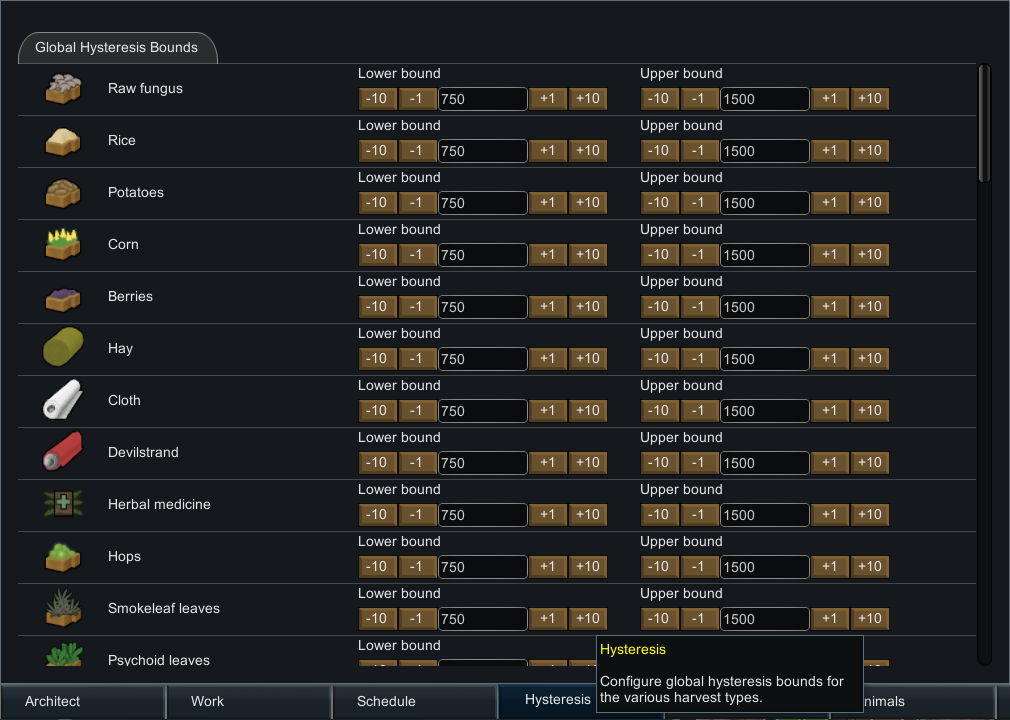 Global Hysteresis Bounds
Lower bound Upper bound
Raw fungus -10 -1 750 +1 +10 -10 -1 1500 +1 +10
Lower bound Upper bound
Rice -10 -1 750 +1 +10 -10 -1 1500 +1 +10
Lower bound Upper bound
Potatoes -10 -1 750 +1 +10 -10 -1 1500 +1 +10
Lower bound Upper bound
Corn -10 -1 750 +1 +10 -10 -1 1500 +1 +10
Lower bound Upper bound
Berries -10 -1 750 +1 +10 -10 -1 1500 +1 +10
Lower bound Upper bound
Hay -10 -1 750 +1 +10 -10 -1 1500 +1 +10
Lower bound Upper bound
Cloth -10 -1 750 +1 +10 -10 -1 1500 +1 +10
Lower bound Upper bound
Devilstrand -10 -1 750 +1 +10 -10 -1 1500 +1 +10
Lower bound Upper bound
Herbal medicine -10 -1 750 +1 +10 -10 -1 1500 +1 +10
Lower bound Upper bound
Hops -10 -1 750 +1 +10 -10 -1 1500 +1 +10
Lower bound Upper bound
Smokeleaf leaves -10 -1 750 +1 +10 -10 -1 1500 +1 +10
Lower bound
Psychoid leaves
Hysteresis
Configure global hysteresis bounds for
the various harvest types.
Architect Work Schedule Hysteresis nimals